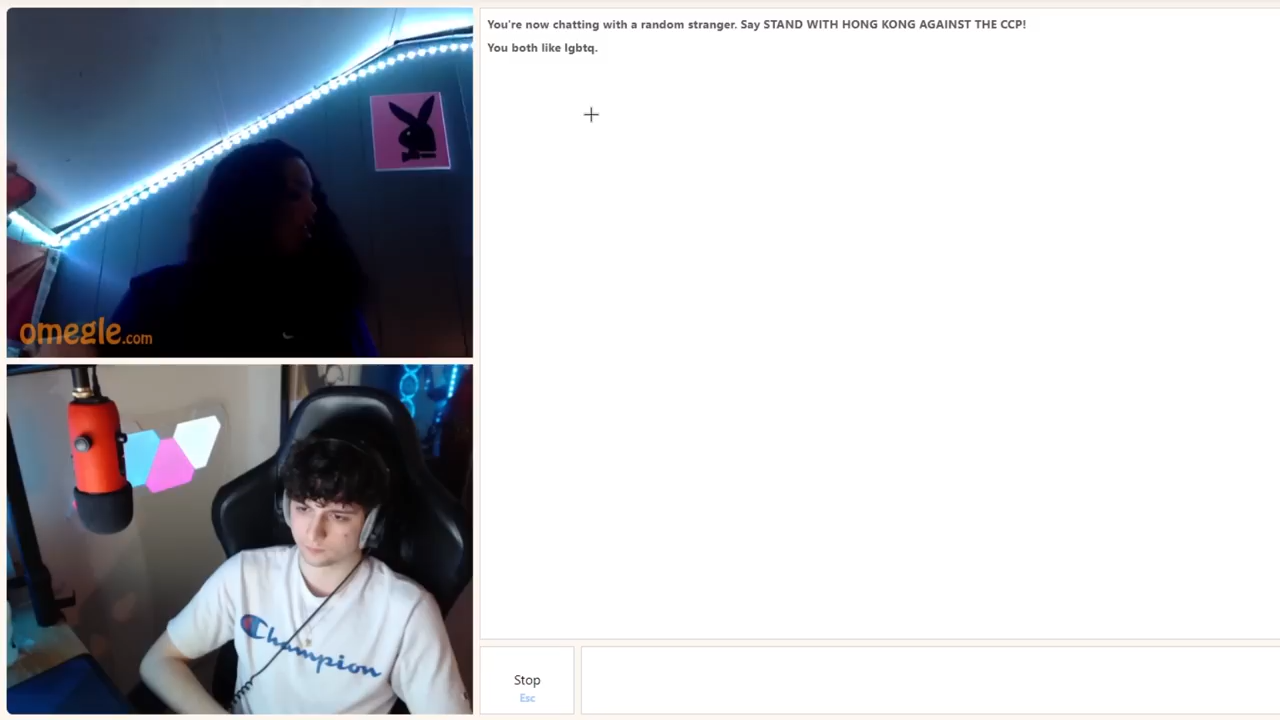 You're now chatting with a random stranger. Say STAND WITH HONG KONG AGAINST THE CCP!
You both like lgbtq.
omegle.com
Champion
Stop
Esc